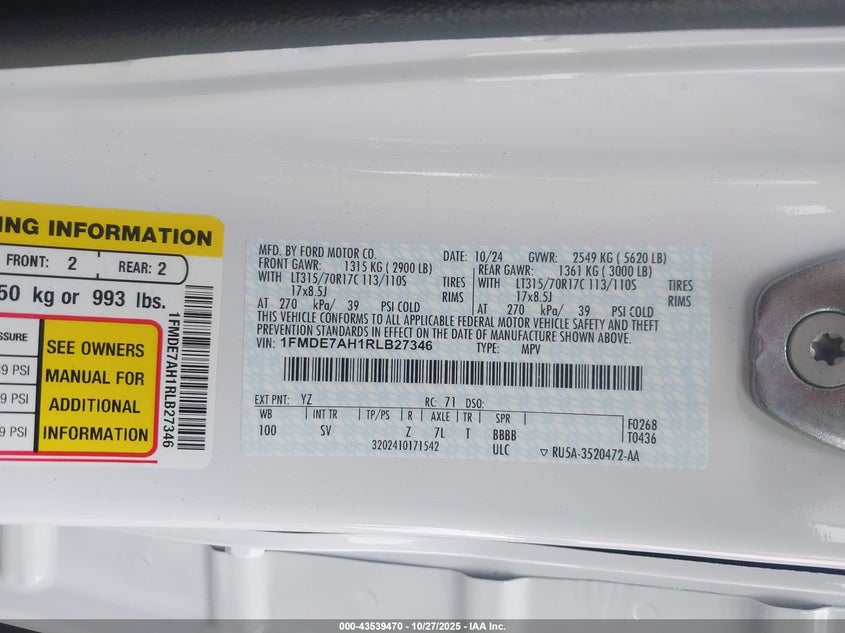 NG INFORMATION
FRONT: 2 REAR: 2
50 kg or 993 lbs.
SSURE
9 PSI
9 PSI
9 PSI
SEE OWNERS
MANUAL FOR
ADDITIONAL
INFORMATION
1FMDE7AH1RLB27346
MFD. BY FORD MOTOR CO. DATE: 10/24 GVWR: 2549 KG ( 5620 LB)
FRONT GAWR: 1315 KG ( 2900 LB) REAR GAWR: 1361 KG ( 3000 LB)
WITH LT315/70R17C 113/110S TIRES WITH LT315/70R17C 113/110S TIRES
17x8.5J RIMS 17x8.5J RIMS
AT 270 kPa/ 39 PSI COLD AT 270 kPa/ 39 PSI COLD
THIS VEHICLE CONFORMS TO ALL APPLICABLE FEDERAL MOTOR VEHICLE SAFETY AND THEFT
PREVENTION STANDARDS IN EFFECT ON THE DATE OF MANUFACTURE SHOWN ABOVE.
VIN: 1FMDE7AH1RLB27346 TYPE: MPV
EXT PNT: YZ RC: 71 DSO:
WB INT TR TP/PS R AXLE TR SPR
100 SV Z 7L T BBBB
F0268
T0436
3202410171542 ULC ▽ RU5A-3520472-AA
000-43539470 | 10/27/2025 | IAA Inc.